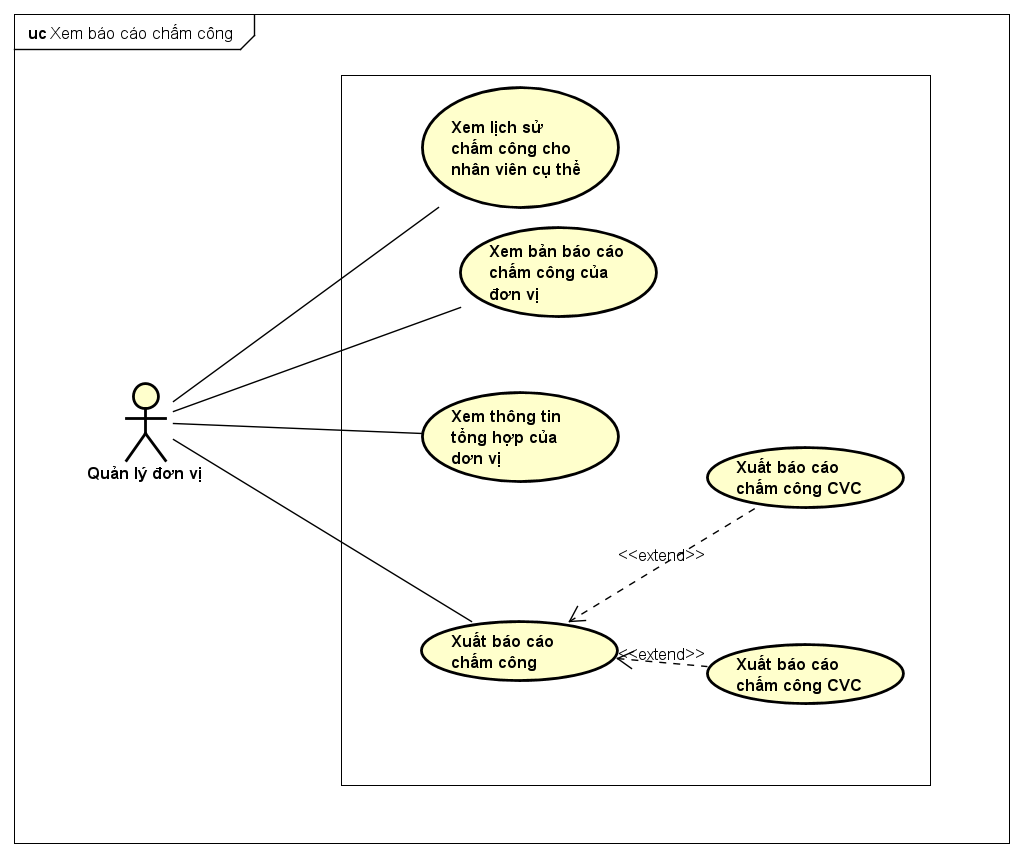 uc Xem báo cáo chấm công
Xem lịch sử
chấm công cho
nhân viên cụ thể
Xem bản báo cáo
chấm công của
đơn vị
Xem thông tin
tổng hợp của
dơn vị
Quản lý đơn vị
Xuất báo cáo
chấm công CVC
<<extend>>
Xuất báo cáo
chấm công
<<extend>>
Xuất báo cáo
chấm công CVC